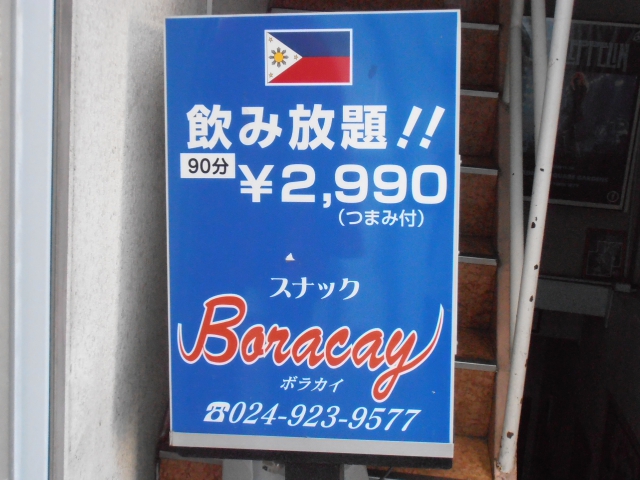 飲み放題!!
90分 ¥2,990
(つまみ付)
スナック
Boracay
ボラカイ
☎024-923-9577